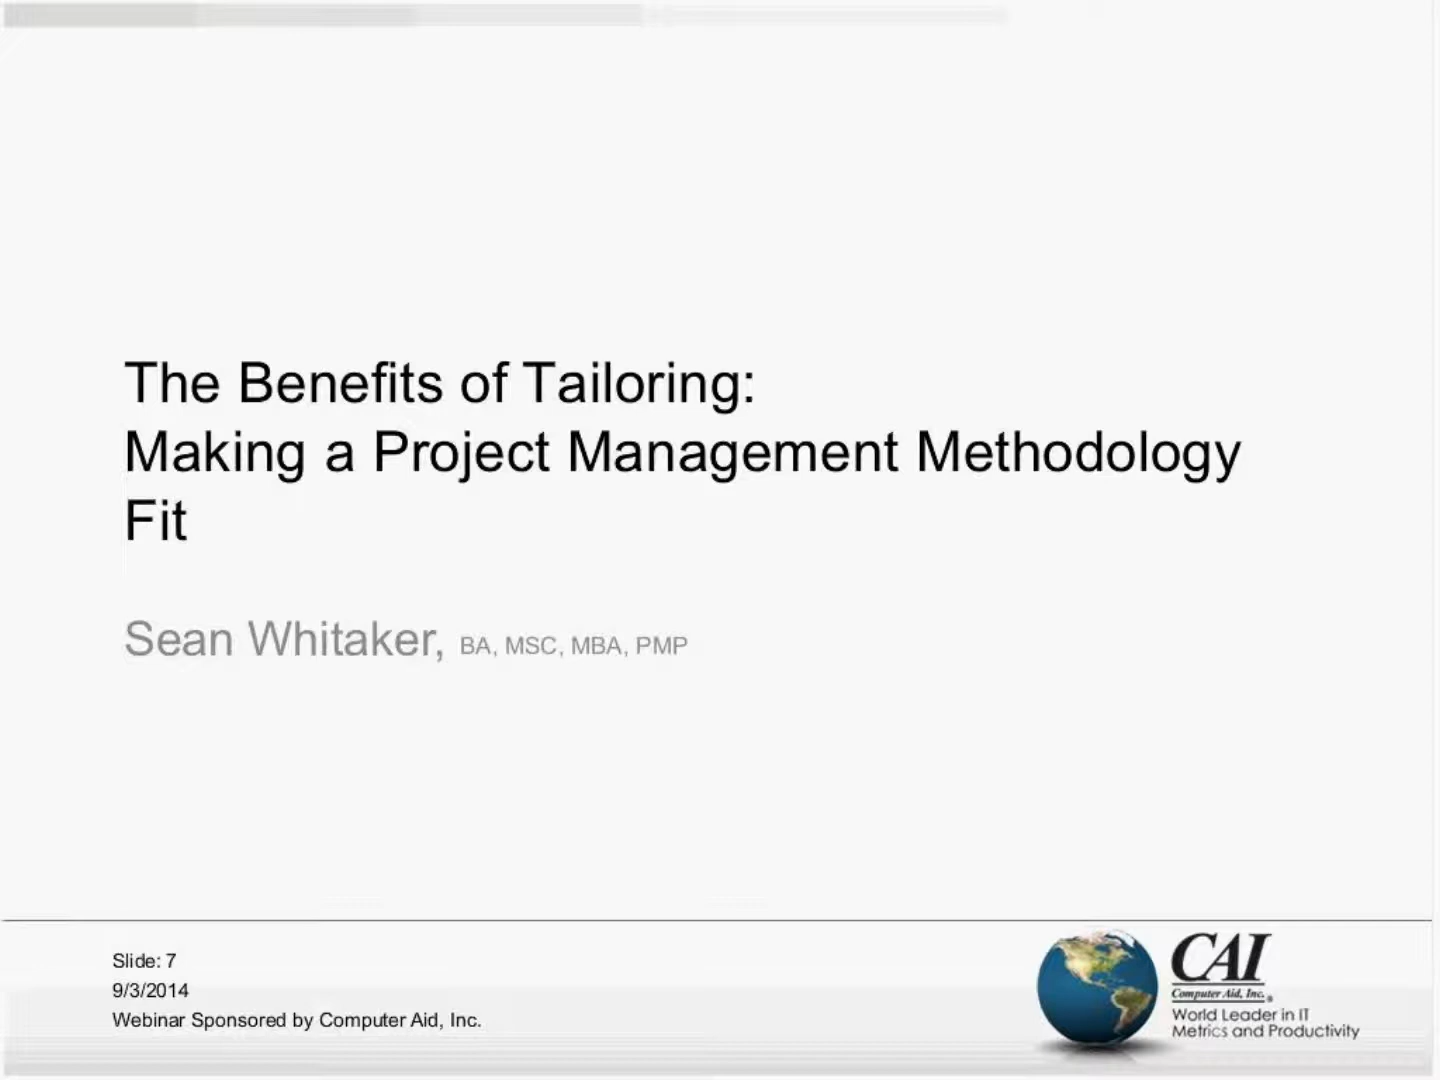 The Benefits of Tailoring:
Making a Project Management Methodology
Fit
Sean Whitaker, BA, MSC, MBA, PMP
Slide: 7
9/3/2014
Webinar Sponsored by Computer Aid, Inc.
CAI
Computer Aid, Inc.®
World Leader in IT
Metrics and Productivity